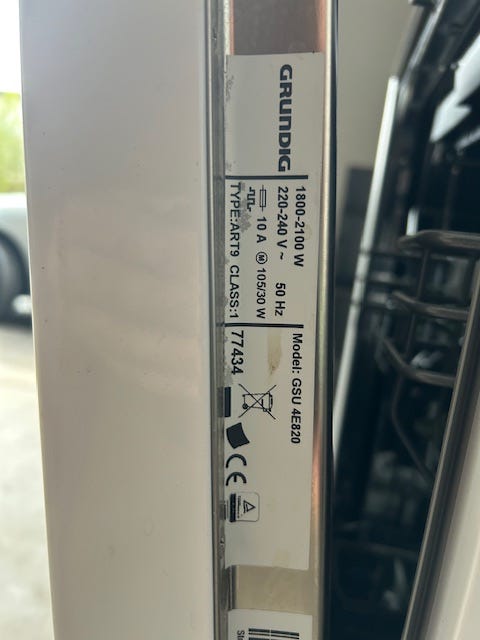 GRUNDIG
1800-2100 W
220-240 V ~ 50 Hz
10 A M 105/30 W
TYPE:ART9 CLASS:1
Model: GSU 4E820
77434
CE